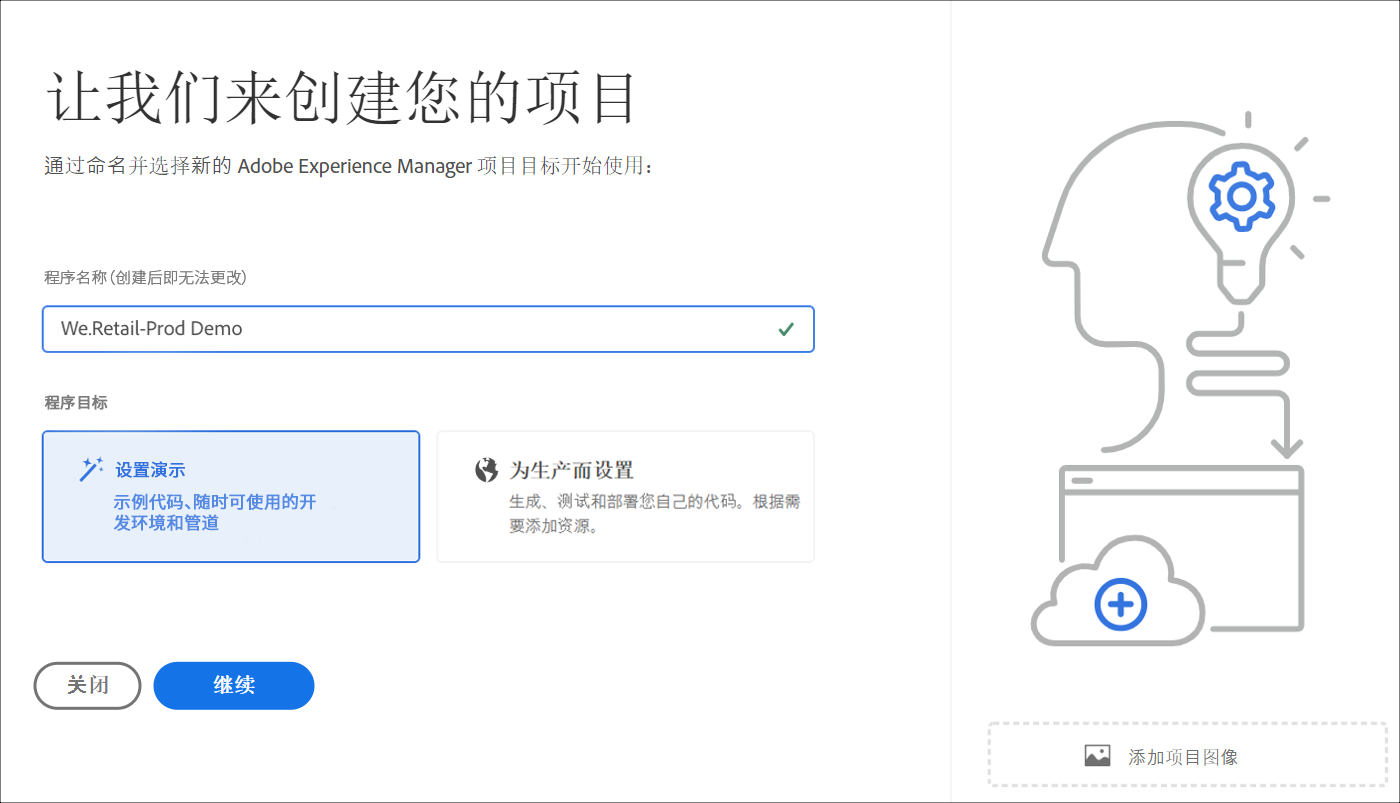 让我们来创建您的项目
通过命名并选择新的 Adobe Experience Manager 项目目标开始使用：
程序名称（创建后即无法更改）
We.Retail-Prod Demo
程序目标
设置演示
示例代码、随时可使用的开
发环境和管道
为生产而设置
生成、测试和部署您自己的代码。根据需
要添加资源。
关闭
继续
添加项目图像